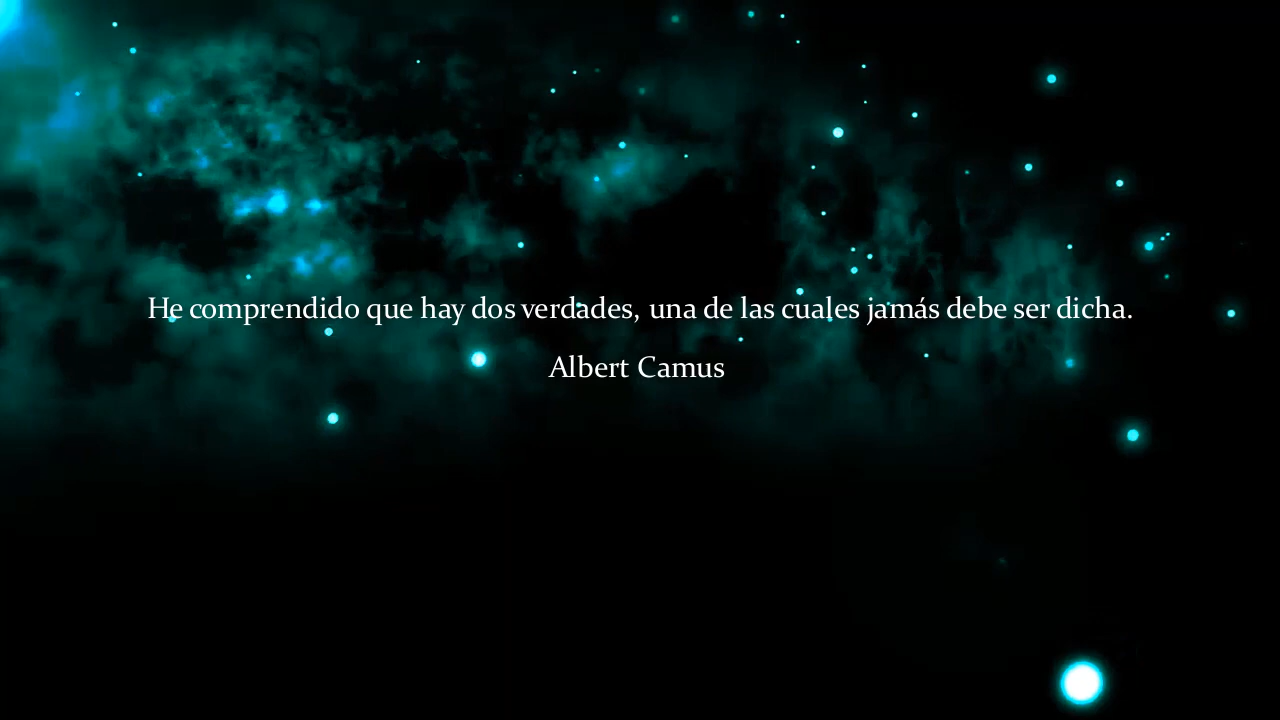 He comprendido que hay dos verdades, una de las cuales jamás debe ser dicha.
Albert Camus